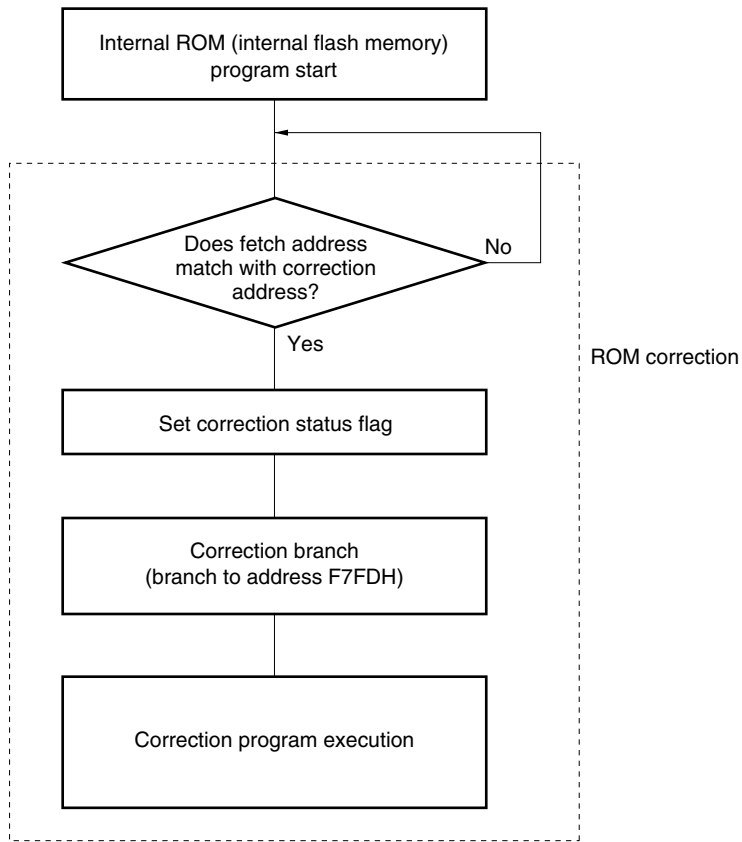 Internal ROM (internal flash memory)
program start
Does fetch address
match with correction
address?
No
Yes
ROM correction
Set correction status flag
Correction branch
(branch to address F7FDH)
Correction program execution